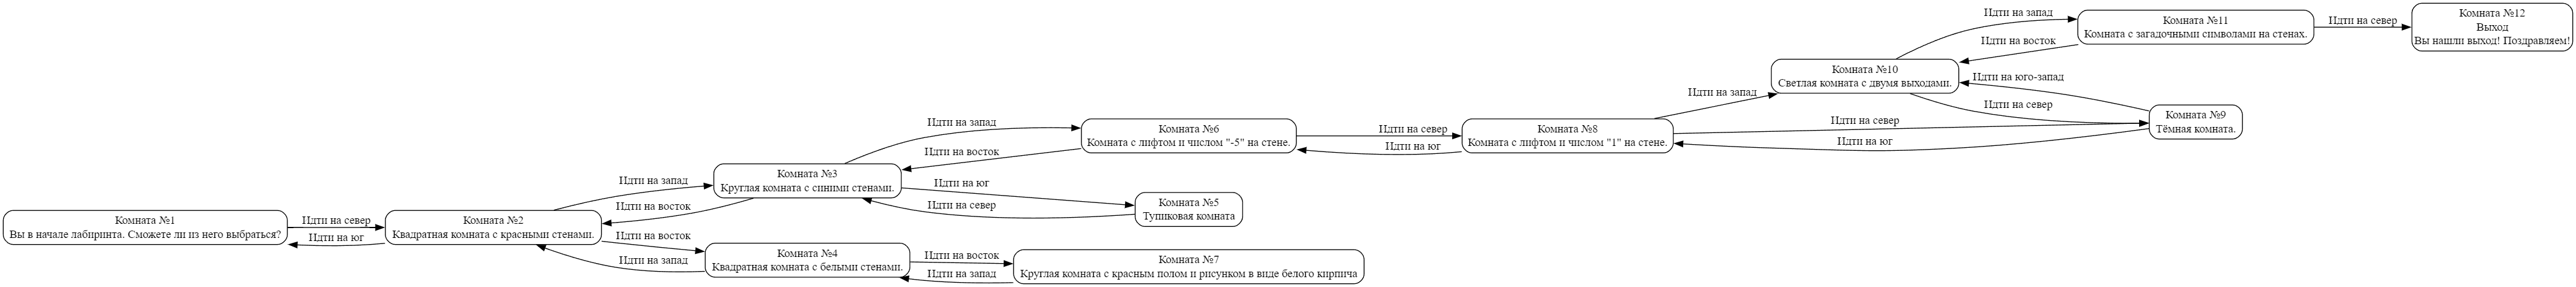 Комната №1
Вы в начале лабиринта. Сможете ли из него выбраться?
Идти на север
Идти на юг
Комната №2
Квадратная комната с красными стенами.
Идти на запад
Идти на восток
Идти на восток
Идти на запад
Комната №3
Круглая комната с синими стенами.
Комната №4
Квадратная комната с белыми стенами.
Идти на запад
Идти на восток
Идти на юг
Идти на север
Идти на восток
Идти на запад
Комната №6
Комната с лифтом и числом "-5" на стене.
Комната №5
Тупиковая комната
Комната №7
Круглая комната с красным полом и рисунком в виде белого кирпича
Идти на север
Идти на юг
Комната №8
Комната с лифтом и числом "1" на стене.
Идти на запад
Идти на север
Идти на юг
Комната №10
Светлая комната с двумя выходами.
Идти на запад
Идти на восток
Идти на юго-запад
Идти на север
Комната №9
Тёмная комната.
Комната №11
Комната с загадочными символами на стенах.
Идти на север
Комната №12
Выход
Вы нашли выход! Поздравляем!